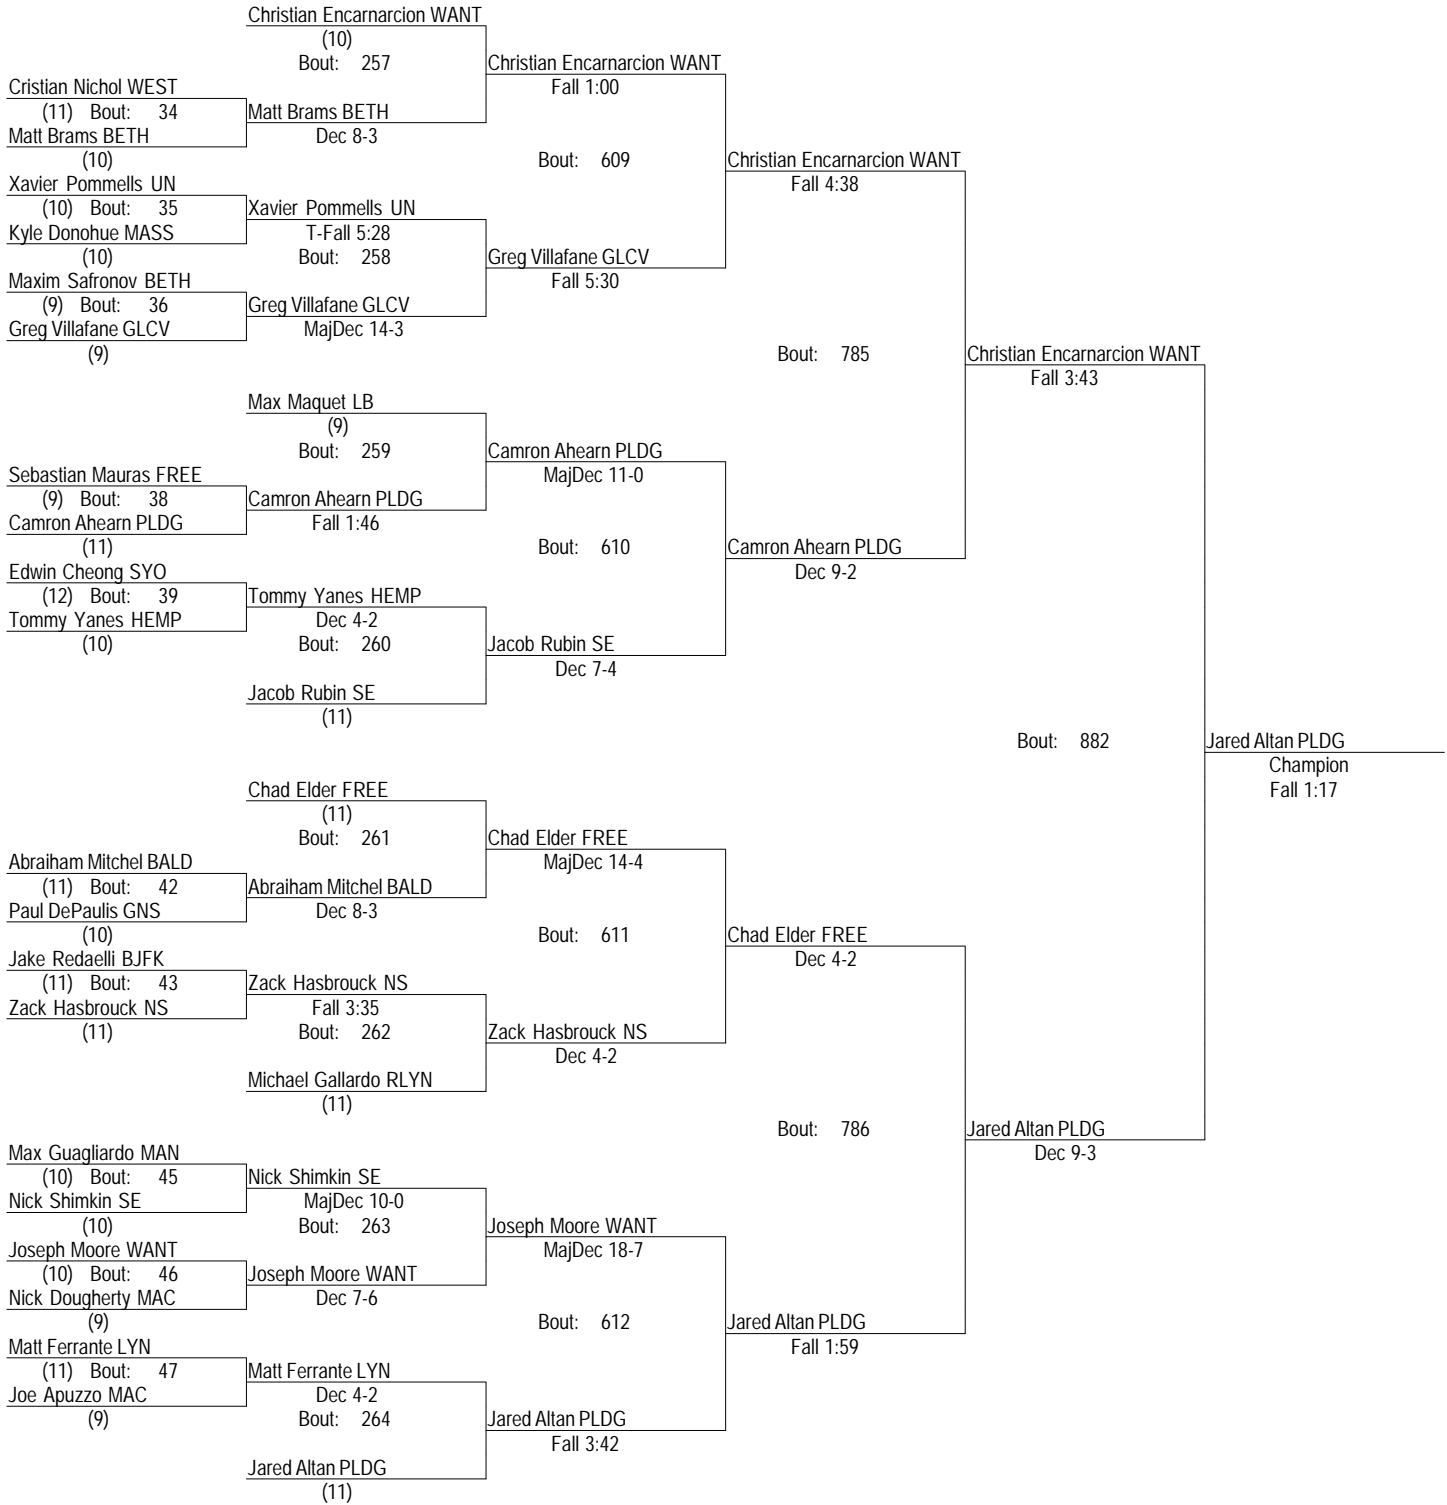 Christian Encarnarcion WANT
(10)
Bout: 257
Christian Encarnarcion WANT
Cristian Nichol WEST
Fall 1:00
(11) Bout: 34
Matt Brams BETH
Matt Brams BETH
Dec 8-3
(10)
Bout: 609
Christian Encarnarcion WANT
Xavier Pommells UN
Fall 4:38
(10) Bout: 35
Xavier Pommells UN
Kyle Donohue MASS
T-Fall 5:28
(10)
Bout: 258
Greg Villafane GLCV
Maxim Safronov BETH
Fall 5:30
(9) Bout: 36
Greg Villafane GLCV
Greg Villafane GLCV
MajDec 14-3
(9)
Bout: 785
Christian Encarnarcion WANT
Fall 3:43
Max Maquet LB
(9)
Bout: 259
Camron Ahearn PLDG
Sebastian Mauras FREE
MajDec 11-0
(9) Bout: 38
Camron Ahearn PLDG
Camron Ahearn PLDG
Fall 1:46
(11)
Bout: 610
Camron Ahearn PLDG
Edwin Cheong SYO
Dec 9-2
(12) Bout: 39
Tommy Yanes HEMP
Tommy Yanes HEMP
Dec 4-2
(10)
Bout: 260
Jacob Rubin SE
Dec 7-4
Jacob Rubin SE
(11)
Bout: 882
Jared Altan PLDG
Champion
Fall 1:17
Chad Elder FREE
(11)
Bout: 261
Chad Elder FREE
Abraiham Mitchel BALD
MajDec 14-4
(11) Bout: 42
Abraiham Mitchel BALD
Paul DePaulis GNS
Dec 8-3
(10)
Bout: 611
Chad Elder FREE
Jake Redaelli BJFK
Dec 4-2
(11) Bout: 43
Zack Hasbrouck NS
Zack Hasbrouck NS
Fall 3:35
(11)
Bout: 262
Zack Hasbrouck NS
Dec 4-2
Michael Gallardo RLYN
(11)
Bout: 786
Jared Altan PLDG
Max Guagliardo MAN
Dec 9-3
(10) Bout: 45
Nick Shimkin SE
Nick Shimkin SE
MajDec 10-0
(10)
Bout: 263
Joseph Moore WANT
Joseph Moore WANT
MajDec 18-7
(10) Bout: 46
Joseph Moore WANT
Nick Dougherty MAC
Dec 7-6
(9)
Bout: 612
Jared Altan PLDG
Matt Ferrante LYN
Fall 1:59
(11) Bout: 47
Matt Ferrante LYN
Joe Apuzzo MAC
Dec 4-2
(9)
Bout: 264
Jared Altan PLDG
Fall 3:42
Jared Altan PLDG
(11)